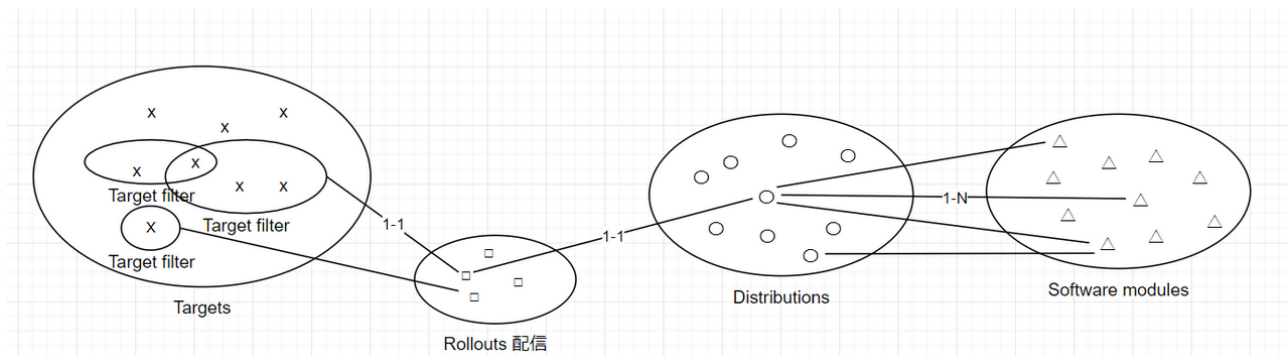 Target filter
Target filter
Target filter
Targets
1-1
Rollouts 配信
1-1
Distributions
1-N
Software modules